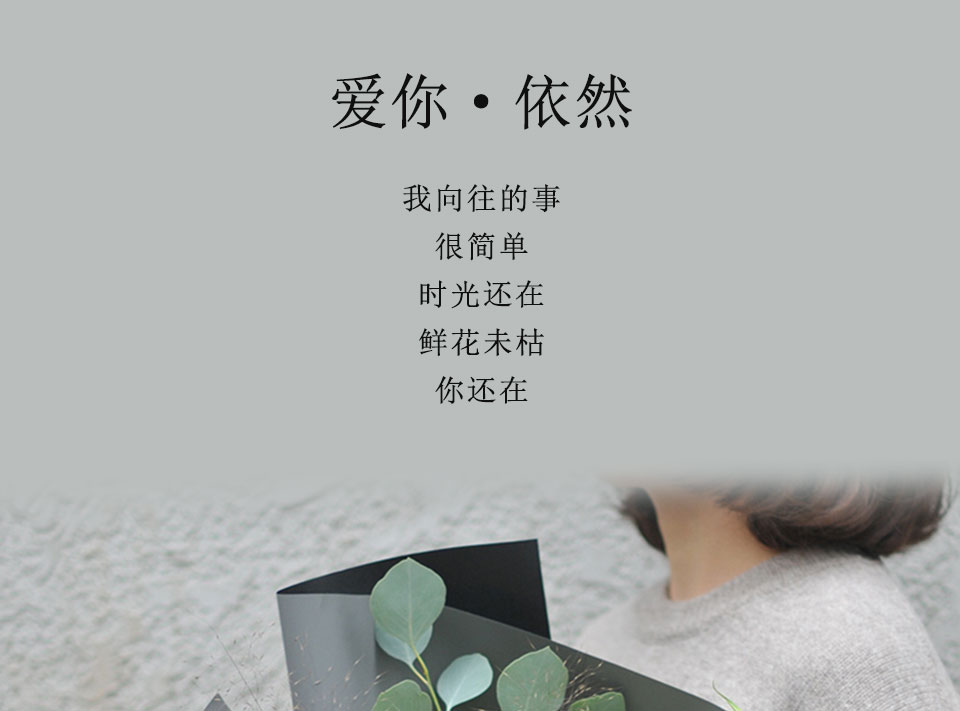 爱你·依然
我向往的事
很简单
时光还在
鲜花未枯
你还在